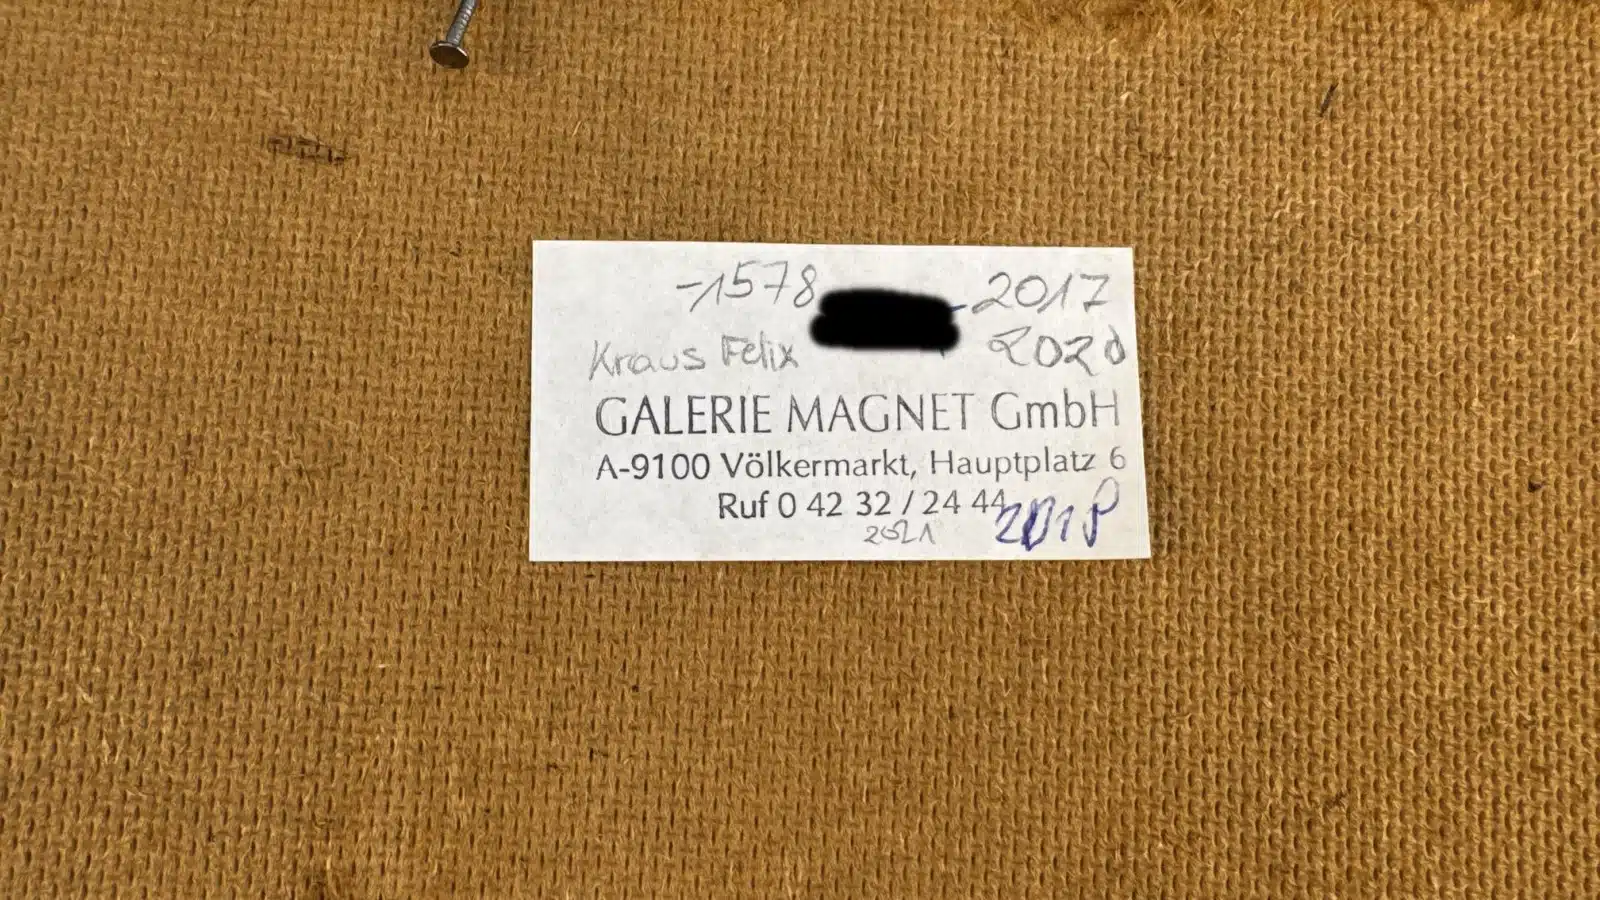 -1578 -2017
Kraus Felix 2020
GALERIE MAGNET GmbH
A-9100 Völkermarkt, Hauptplatz 6
Ruf 0 42 32 / 24 44
2021 2018